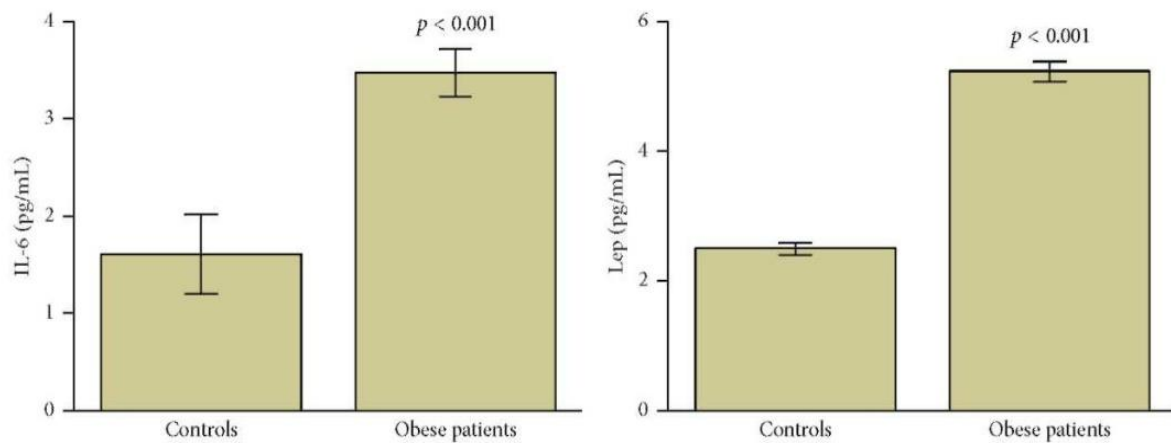 4
3
2
1
0
IL-6 (pg/mL)
p < 0.001
Controls
Obese patients
6
4
2
0
Lep (pg/mL)
p < 0.001
Controls
Obese patients